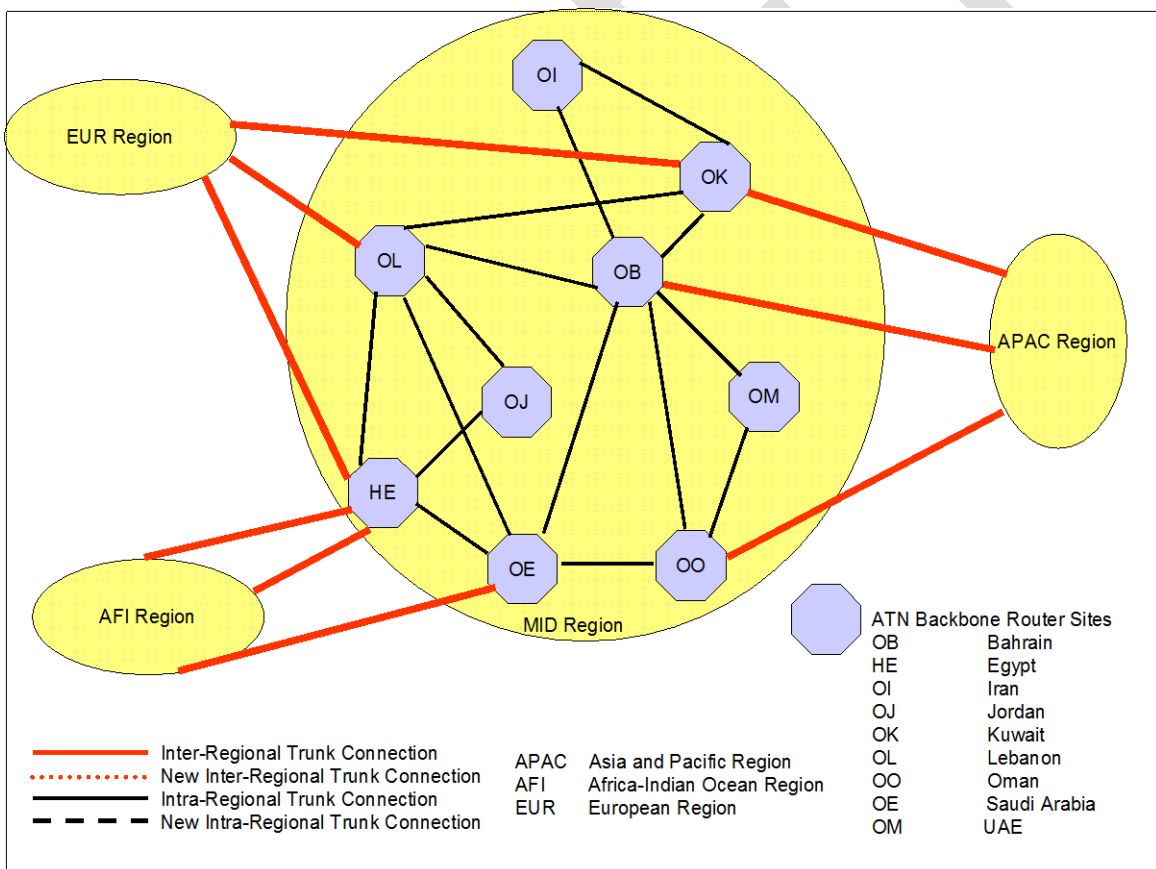 OI
EUR Region
OK
OL
OB
APAC Region
OJ
OM
HE
OE
OO
AFI Region
MID Region
ATN Backbone Router Sites
OB Bahrain
HE Egypt
OI Iran
OJ Jordan
OK Kuwait
OL Lebanon
OO Oman
OE Saudi Arabia
OM UAE
Inter-Regional Trunk Connection
New Inter-Regional Trunk Connection
Intra-Regional Trunk Connection
New Intra-Regional Trunk Connection
APAC Asia and Pacific Region
AFI Africa-Indian Ocean Region
EUR European Region